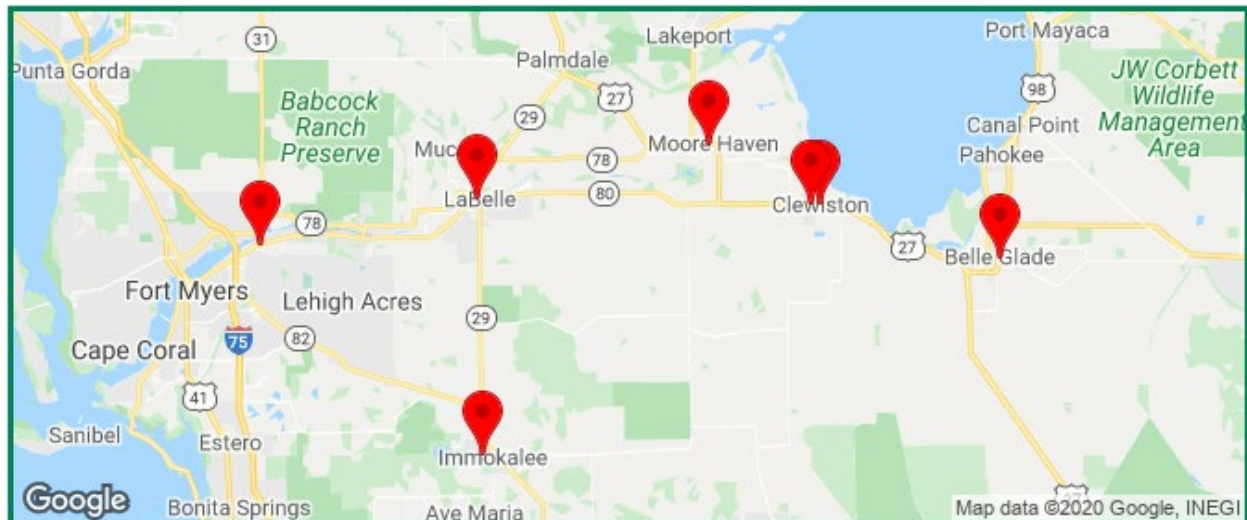 Port Mayaca
Lakeport
31
Palmdale
Punta Gorda
27
98
JW Corbett
Wildlife
Management
Area
Babcock
Ranch
Preserve
29
Canal Point
Moore Haven
Muc
78
Pahokee
LaBelle
80
Clewiston
78
27
Belle Glade
Fort Myers
Lehigh Acres
29
75
82
Cape Coral
41
Sanibel
Estero
Immokalee
Google
Bonita Springs
Ave Maria
27
Map data ©2020 Google, INEGI